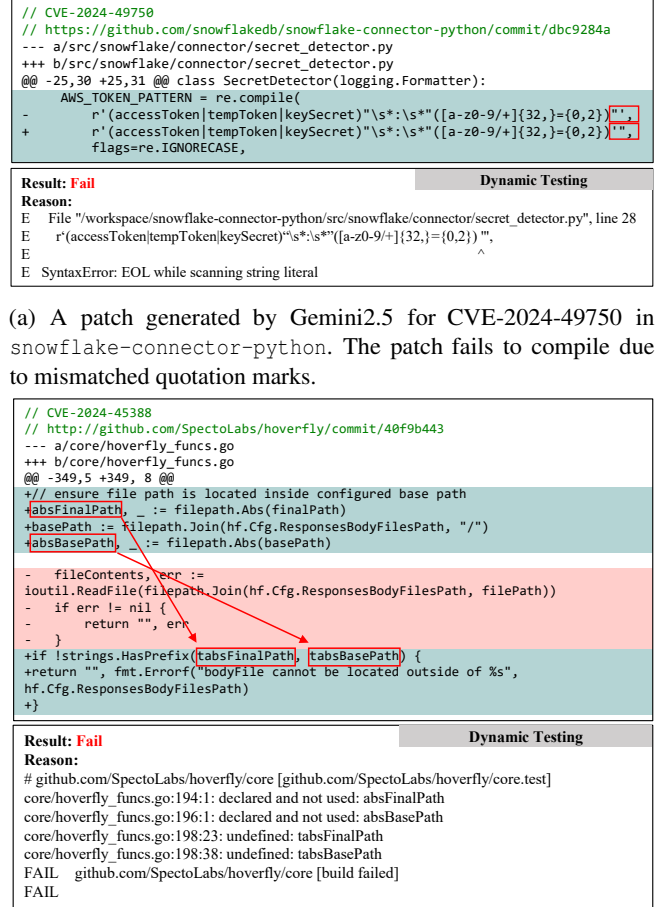 // CVE-2024-49750
// https://github.com/snowflakedb/snowflake-connector-python/commit/dbc9284a
--- a/src/snowflake/connector/secret_detector.py
+++ b/src/snowflake/connector/secret_detector.py
@@ -25,30 +25,31 @@ class SecretDetector(logging.Formatter):
AWS_TOKEN_PATTERN = re.compile(
- r'(accessToken|tempToken|keySecret)"\s*:\s*"([a-z0-9/+]{32,}={0,2})"',
+ r'(accessToken|tempToken|keySecret)"\s*:\s*"([a-z0-9/+]{32,}={0,2})'",
flags=re.IGNORECASE,
Result: Fail
Dynamic Testing
Reason:
E File "/workspace/snowflake-connector-python/src/snowflake/connector/secret_detector.py", line 28
E r‘(accessToken|tempToken|keySecret)“\s*:\s*”([a-z0-9/+]{32,}={0,2}) '",
E ^
E SyntaxError: EOL while scanning string literal
(a) A patch generated by Gemini2.5 for CVE-2024-49750 in
snowflake-connector-python. The patch fails to compile due
to mismatched quotation marks.
// CVE-2024-45388
// http://github.com/SpectoLabs/hoverfly/commit/40f9b443
--- a/core/hoverfly_funcs.go
+++ b/core/hoverfly_funcs.go
@@ -349,5 +349, 8 @@
+// ensure file path is located inside configured base path
+absFinalPath, _ := filepath.Abs(finalPath)
+basePath := filepath.Join(hf.Cfg.ResponsesBodyFilesPath, "/")
+absBasePath, _ := filepath.Abs(basePath)
- fileContents, err :=
ioutil.ReadFile(filepath.Join(hf.Cfg.ResponsesBodyFilesPath, filePath))
- if err != nil {
- return "", err
- }
+if !strings.HasPrefix(tabsFinalPath, tabsBasePath) {
+return "", fmt.Errorf("bodyFile cannot be located outside of %s",
hf.Cfg.ResponsesBodyFilesPath)
+}
Result: Fail
Dynamic Testing
Reason:
# github.com/SpectoLabs/hoverfly/core [github.com/SpectoLabs/hoverfly/core.test]
core/hoverfly_funcs.go:194:1: declared and not used: absFinalPath
core/hoverfly_funcs.go:196:1: declared and not used: absBasePath
core/hoverfly_funcs.go:198:23: undefined: tabsFinalPath
core/hoverfly_funcs.go:198:38: undefined: tabsBasePath
FAIL github.com/SpectoLabs/hoverfly/core [build failed]
FAIL